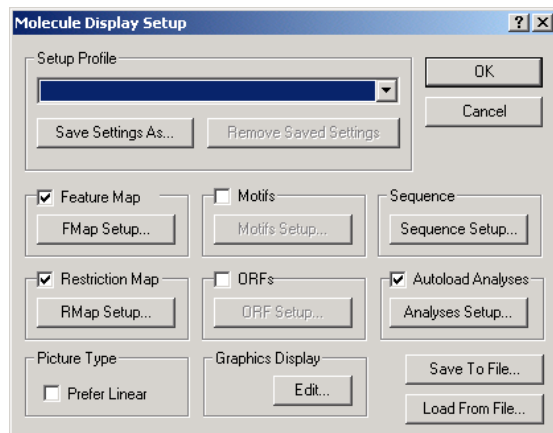 Molecule Display Setup
Setup Profile
OK
Save Settings As...
Remove Saved Settings
Cancel
Feature Map
Motifs
Sequence
FMap Setup...
Motifs Setup...
Sequence Setup...
Restriction Map
ORFs
Autoload Analyses
RMap Setup...
ORF Setup...
Analyses Setup...
Picture Type
Graphics Display
Save To File...
Prefer Linear
Edit...
Load From File...